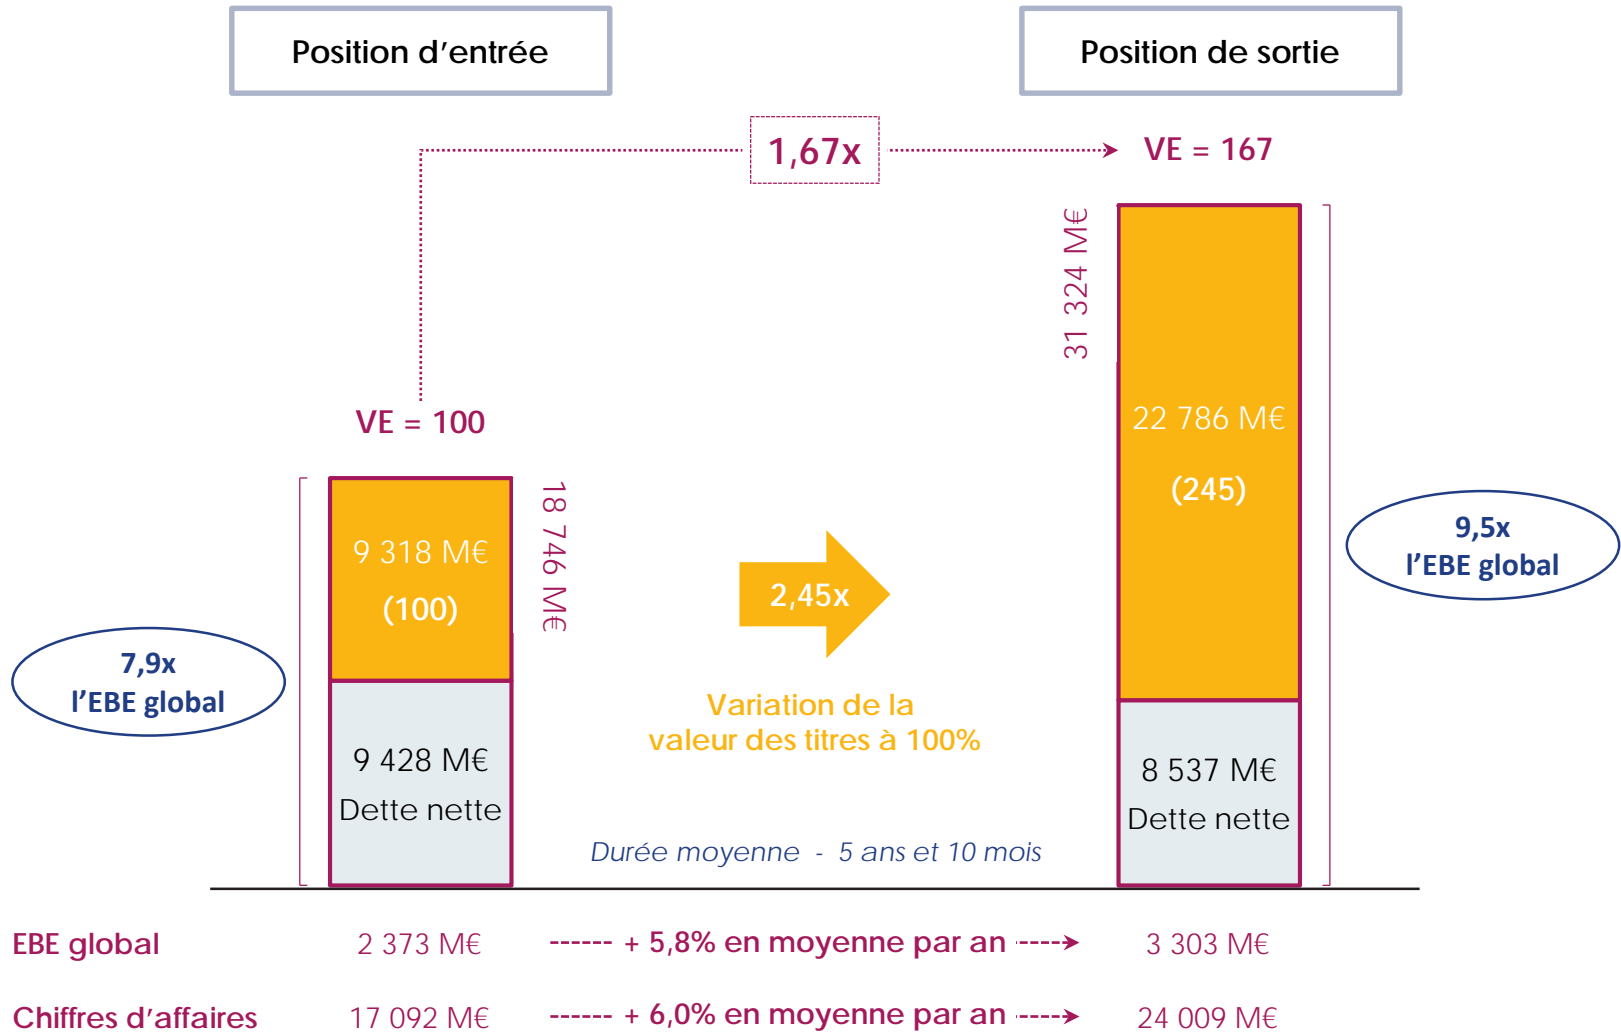 Position d’entrée
Position de sortie
1,67x
VE = 167
31 324 M€
VE = 100
22 786 M€
(245)
18 746 M€
9 318 M€
(100)
2,45x
9,5x
l’EBE global
7,9x
l’EBE global
Variation de la
valeur des titres à 100%
9 428 M€
Dette nette
8 537 M€
Dette nette
Durée moyenne - 5 ans et 10 mois
EBE global 2 373 M€ ------ + 5,8% en moyenne par an ----> 3 303 M€
Chiffres d’affaires 17 092 M€ ------ + 6,0% en moyenne par an ----> 24 009 M€